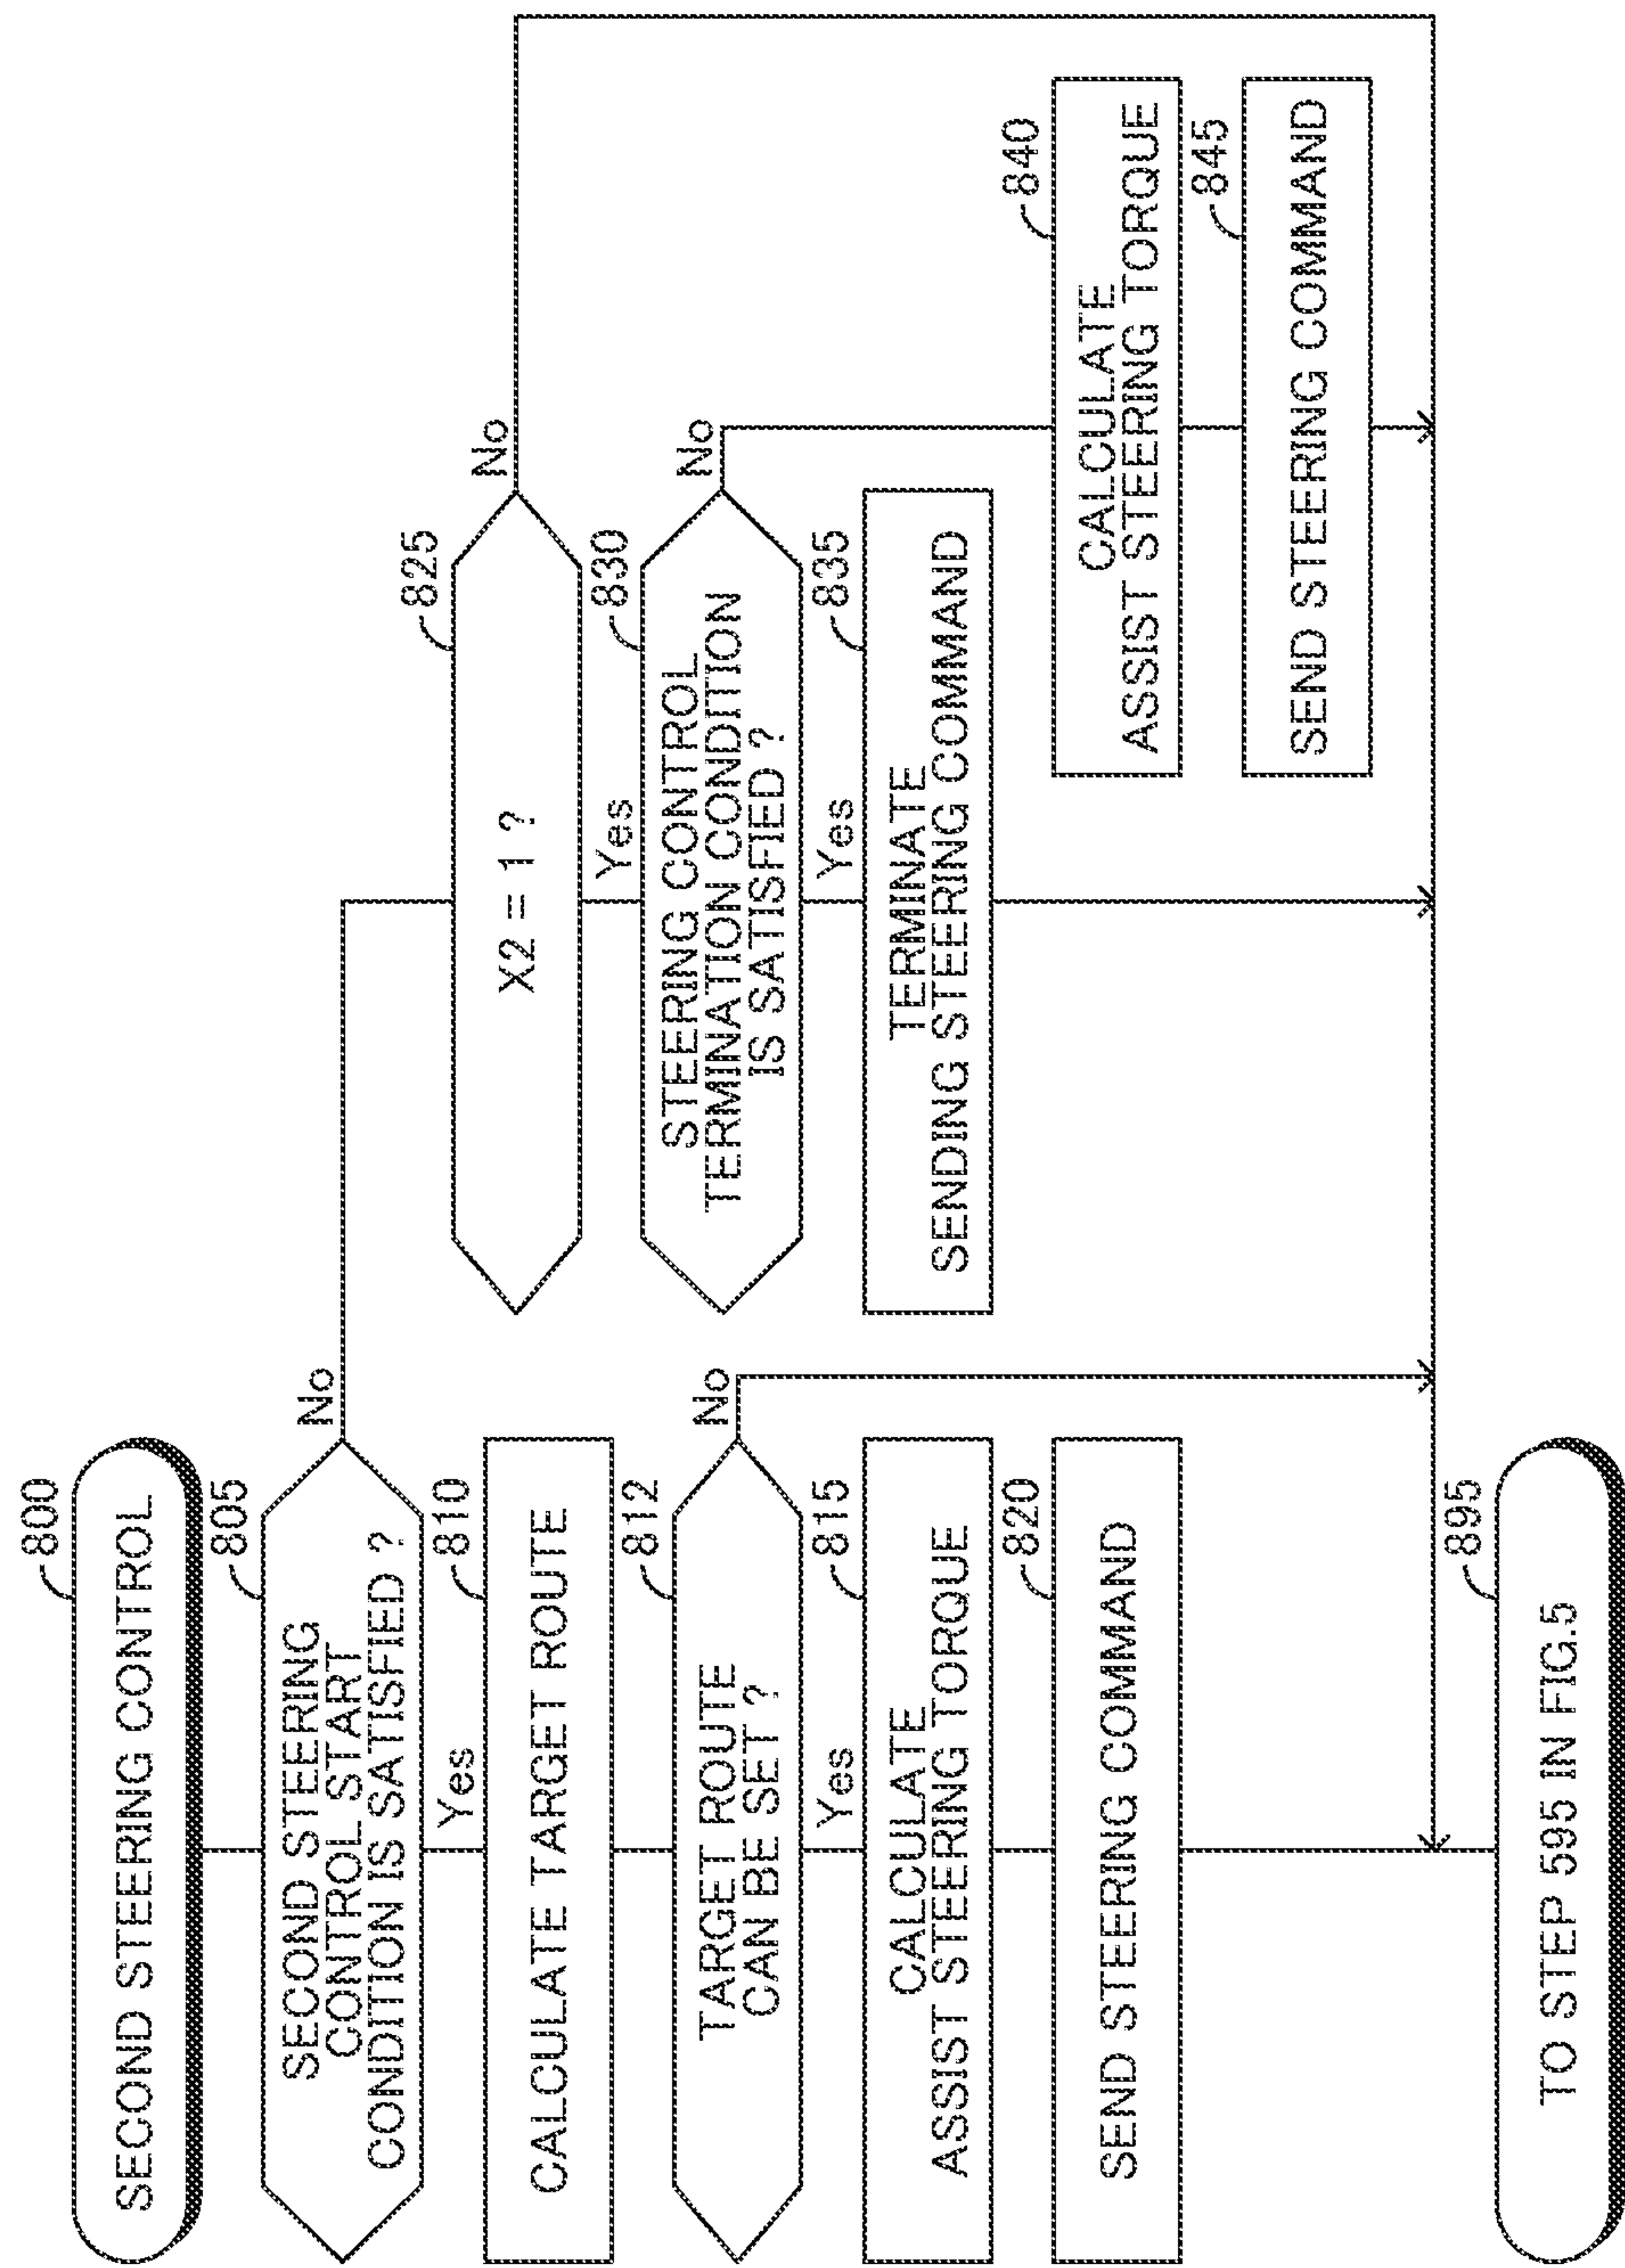 800
SECOND STEERING CONTROL
805
SECOND STEERING
CONTROL START
CONDITION IS SATISFIED ?
No
Yes
810
CALCULATE TARGET ROUTE
812
TARGET ROUTE
CAN BE SET ?
No
Yes
815
CALCULATE
ASSIST STEERING TORQUE
820
SEND STEERING COMMAND
825
X2 = 1 ?
No
Yes
830
STEERING CONTROL
TERMINATION CONDITION
IS SATISFIED ?
No
Yes
835
TERMINATE
SENDING STEERING COMMAND
840
CALCULATE
ASSIST STEERING TORQUE
845
SEND STEERING COMMAND
895
TO STEP 595 IN FIG.5